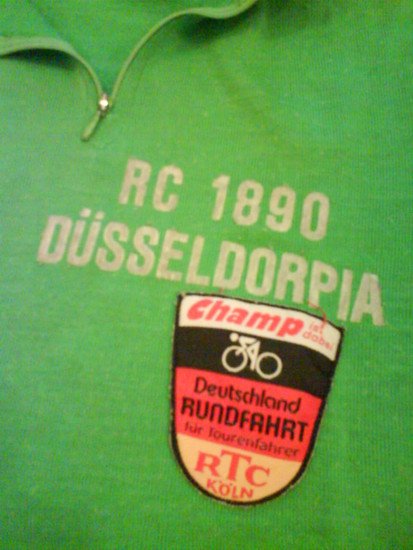 RC 1890
DÜSSELDORPIA
Champ
ist
dabei
Deutschland
RUNDFAHRT
für Tourenfahrer
RTC
KÖLN